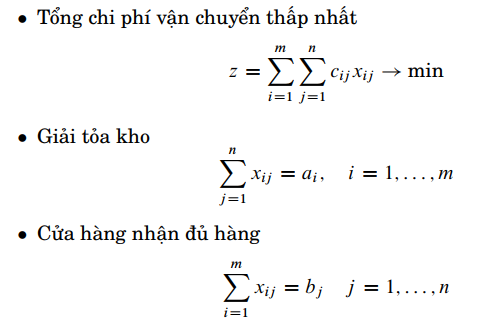 • Tổng chi phí vận chuyển thấp nhất
z = ∑_{i=1}^{m} ∑_{j=1}^{n} c_{ij} x_{ij} → min
• Giải tỏa kho
∑_{j=1}^{n} x_{ij} = a_i, i = 1, . . . , m
• Cửa hàng nhận đủ hàng
∑_{i=1}^{m} x_{ij} = b_j j = 1, . . . , n